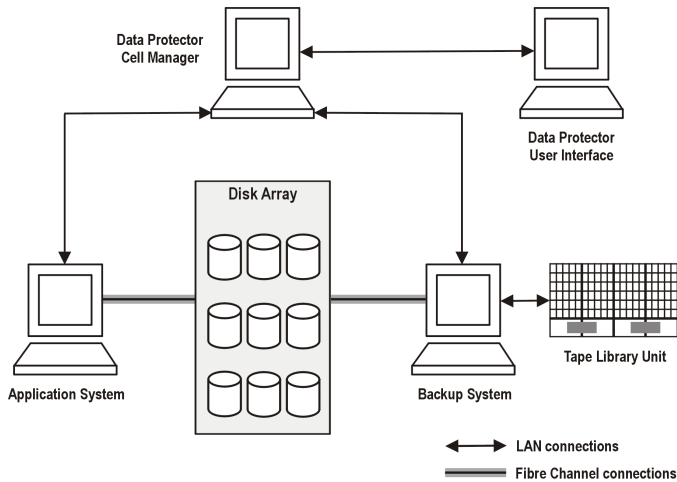 Data Protector
Cell Manager
Data Protector
User Interface
Disk Array
Application System
Backup System
Tape Library Unit
LAN connections
Fibre Channel connections